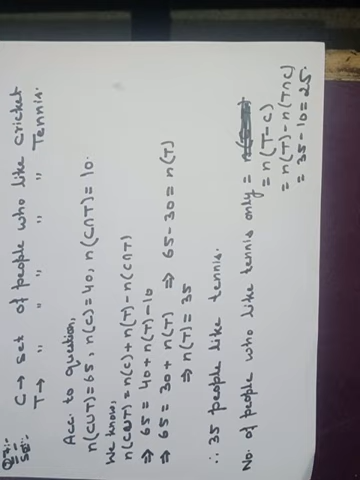 Q7:-
Sol:- C → set of people who like cricket
T → " " " " " Tennis.
Acc. to question,
n(C∪T)=65, n(C)=40, n(C∩T)=10.
We know,
n(C∪T)=n(C)+n(T)-n(C∩T)
⇒ 65 = 40+n(T)-10
⇒ 65 = 30+n(T) ⇒ 65-30=n(T)
⇒ n(T)=35
∴ 35 people like tennis.
No. of people who like tennis only =
= n(T-C)
= n(T)-n(T∩C)
= 35-10=25.